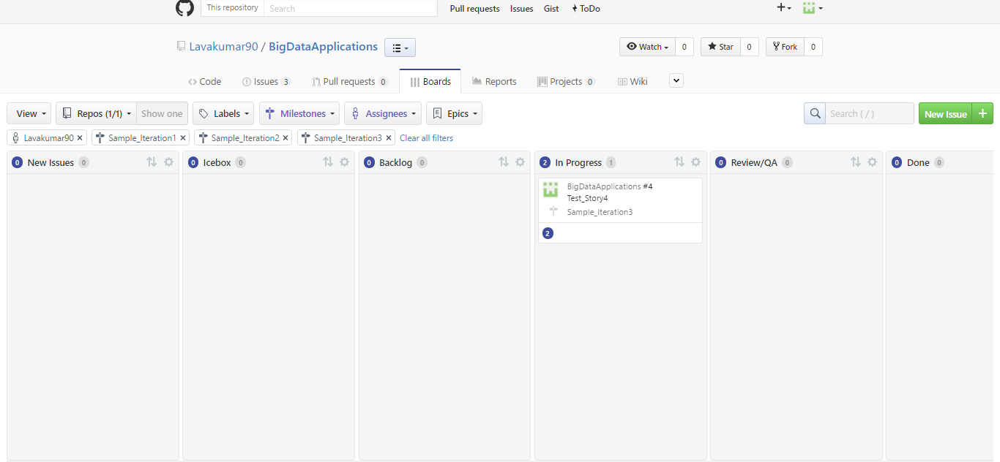 This repository Search Pull requests Issues Gist ToDo
Lavakumar90 / BigDataApplications Watch 0 Star 0 Fork 0
Code Issues 3 Pull requests 0 Boards Reports Projects 0 Wiki
View Repos (1/1) Show one Labels Milestones Assignees E Epics Search ( / ) New Issue +
Lavakumar90 × Sample_Iteration1 × Sample_Iteration2 × Sample_Iteration3 × Clear all filters
0 New Issues 0 0 Icebox 0 0 Backlog 0 2 In Progress 1 0 Review/QA 0 0 Done 0
BigDataApplications #4
Test_Story4
Sample_Iteration3
2